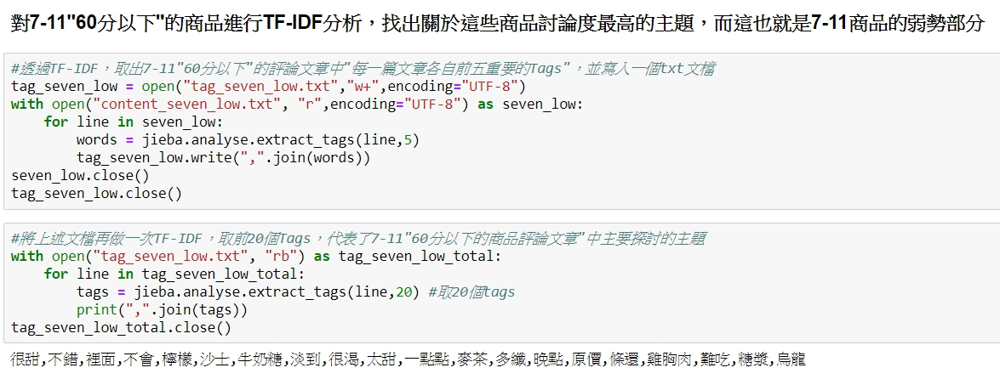 對7-11"60分以下"的商品進行TF-IDF分析，找出關於這些商品討論度最高的主題，而這也就是7-11商品的弱勢部分
#透過TF-IDF，取出7-11"60分以下"的評論文章中"每一篇文章各自前五重要的Tags"，並寫入一個txt文檔
tag_seven_low = open("tag_seven_low.txt","w+",encoding="UTF-8")
with open("content_seven_low.txt", "r",encoding="UTF-8") as seven_low:
    for line in seven_low:
        words = jieba.analyse.extract_tags(line,5)
        tag_seven_low.write(",".join(words))
seven_low.close()
tag_seven_low.close()
#將上述文檔再做一次TF-IDF，取前20個Tags，代表了7-11"60分以下的商品評論文章"中主要探討的主題
with open("tag_seven_low.txt", "rb") as tag_seven_low_total:
    for line in tag_seven_low_total:
        tags = jieba.analyse.extract_tags(line,20) #取20個tags
        print(",".join(tags))
tag_seven_low_total.close()
很甜,不錯,裡面,不會,檸檬,沙士,牛奶糖,淡到,很渴,太甜,一點點,麥茶,多纖,晚點,原價,條還,雞胸肉,難吃,糖漿,烏龍